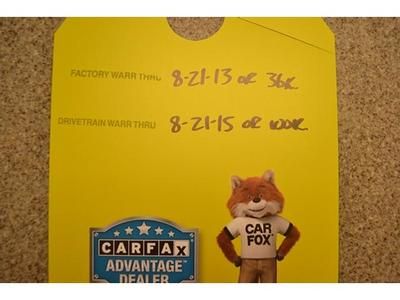 FACTORY WARR THRU 8-21-13 OR 36K
DRIVETRAIN WARR THRU 8-21-15 OR 100K
CAR
FOX
CARFAX
ADVANTAGE™
DEALER